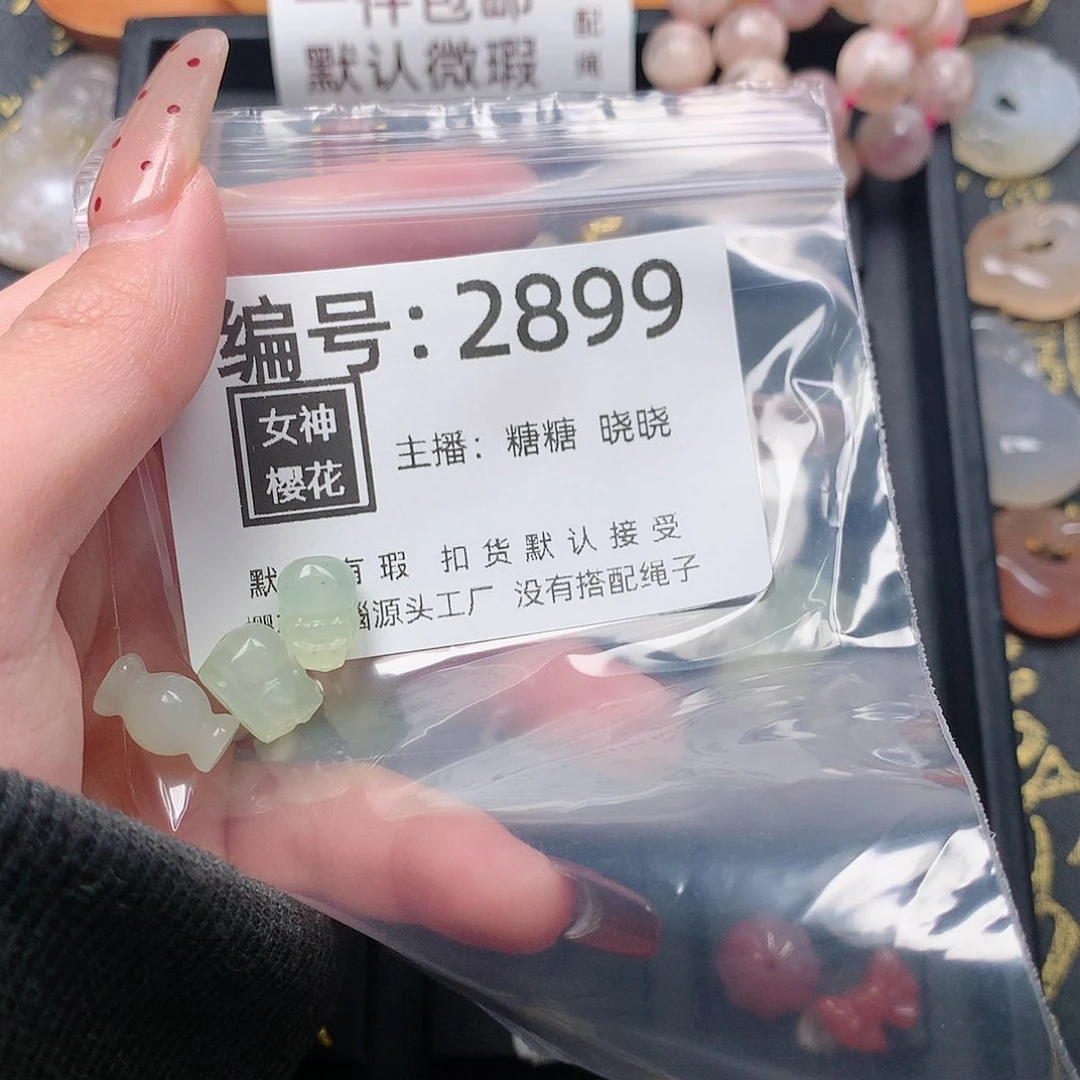 一件包邮
默认微瑕
配
绳
编号:2899
女神
樱花
主播: 糖糖 晓晓
默 有瑕 扣货默认接受
源头工厂 没有搭配绳子